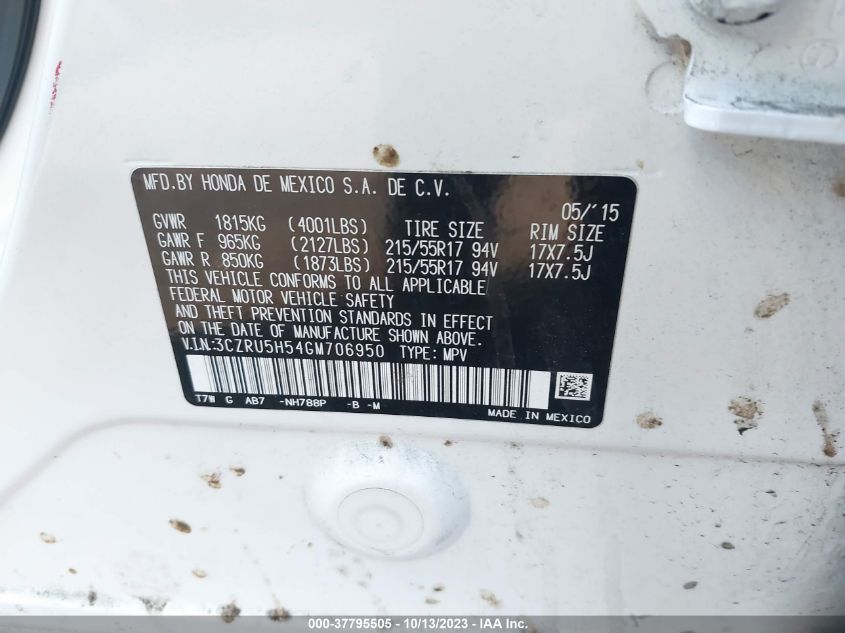 MFD.BY HONDA DE MEXICO S.A. DE C.V.
05/'15
GVWR 1815KG (4001LBS) TIRE SIZE RIM SIZE
GAWR F 965KG (2127LBS) 215/55R17 94V 17X7.5J
GAWR R 850KG (1873LBS) 215/55R17 94V 17X7.5J
THIS VEHICLE CONFORMS TO ALL APPLICABLE
FEDERAL MOTOR VEHICLE SAFETY
AND THEFT PREVENTION STANDARDS IN EFFECT
ON THE DATE OF MANUFACTURE SHOWN ABOVE.
V.I.N:3CZRU5H54GM706950 TYPE: MPV
T7W G AB7 -NH788P -B -M
MADE IN MEXICO
000-37795505 - 10/13/2023 - IAA Inc.